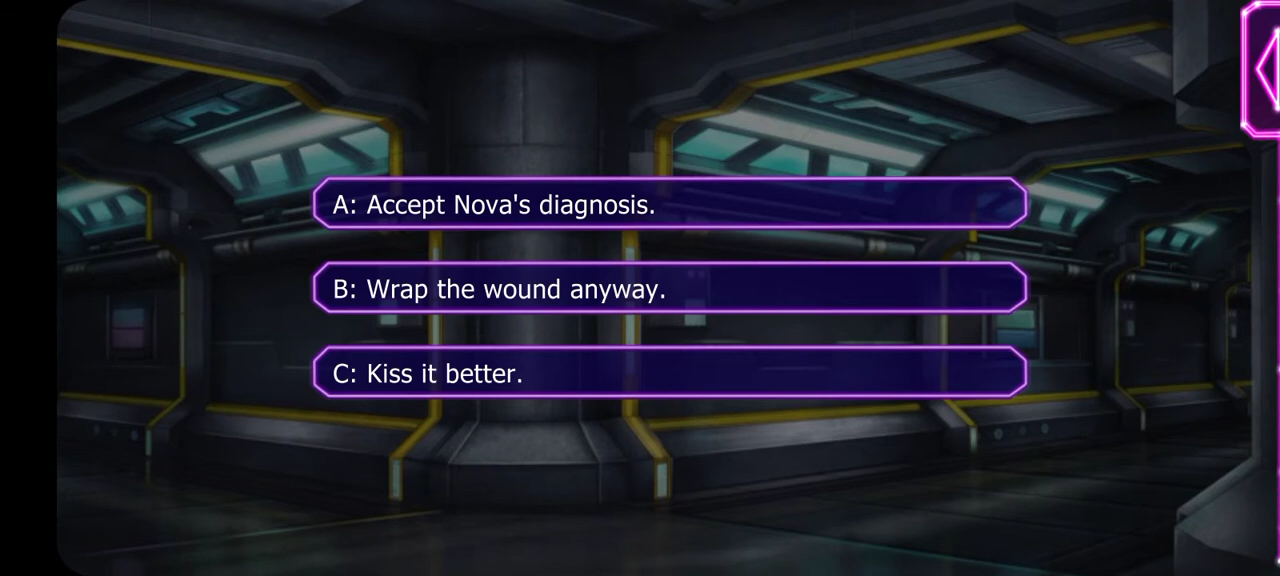 A: Accept Nova's diagnosis.
B: Wrap the wound anyway.
C: Kiss it better.